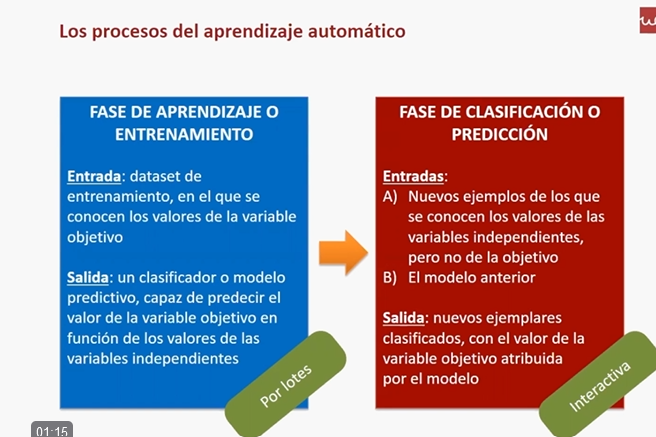 Los procesos del aprendizaje automático
FASE DE APRENDIZAJE O
ENTRENAMIENTO
Entrada: dataset de
entrenamiento, en el que se
conocen los valores de la variable
objetivo
Salida: un clasificador o modelo
predictivo, capaz de predecir el
valor de la variable objetivo en
función de los valores de las
variables independientes
Por lotes
FASE DE CLASIFICACIÓN O
PREDICCIÓN
Entradas:
A) Nuevos ejemplos de los que
se conocen los valores de las
variables independientes,
pero no de la objetivo
B) El modelo anterior
Salida: nuevos ejemplares
clasificados, con el valor de la
variable objetivo atribuida
por el modelo
Interactiva
01:15